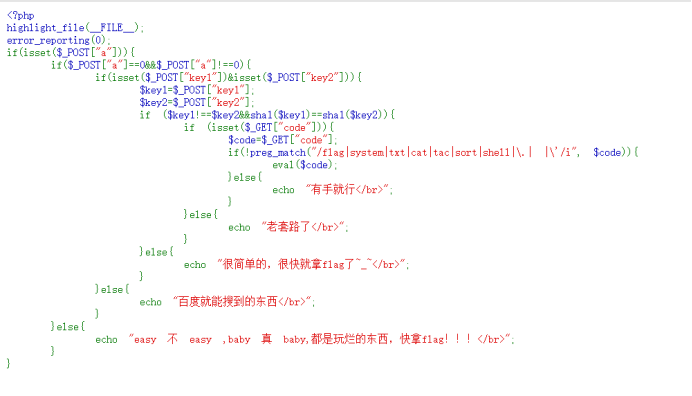 <?php
highlight_file(__FILE__);
error_reporting(0);
if(isset($_POST["a"])){
if($_POST["a"]==0&&$_POST["a"]!==0){
if(isset($_POST["key1"])&isset($_POST["key2"])){
$key1=$_POST["key1"];
$key2=$_POST["key2"];
if ($key1!==$key2&&sha1($key1)==sha1($key2)){
if (isset($_GET["code"])){
$code=$_GET["code"];
if(!preg_match("/flag|system|txt|cat|tac|sort|shell|\.| |\'/i", $code)){
eval($code);
}else{
echo "有手就行</br>";
}
}else{
echo "老套路了</br>";
}
}else{
echo "很简单的，很快就拿flag了~_~</br>";
}
}else{
echo "百度就能搜到的东西</br>";
}
}else{
echo "easy 不 easy ,baby 真 baby,都是玩烂的东西，快拿flag！！！</br>";
}
}